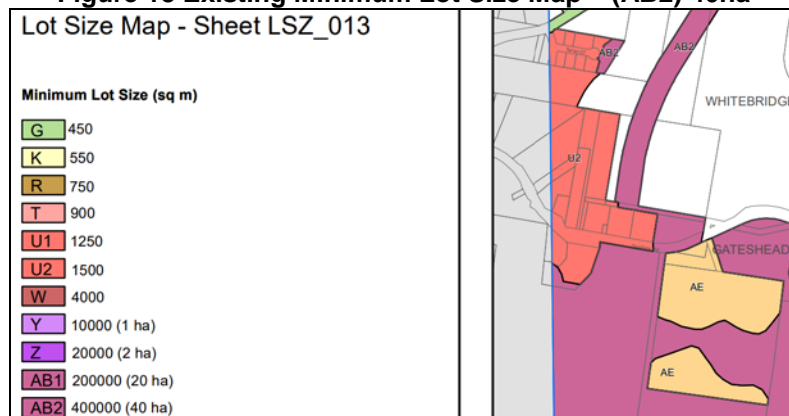 Figure 10 Existing Minimum Lot Size Map - (AB2) 40ha
Lot Size Map - Sheet LSZ_013
Minimum Lot Size (sq m)
G 450
K 550
R 750
T 900
U1 1250
U2 1500
W 4000
Y 10000 (1 ha)
Z 20000 (2 ha)
AB1 200000 (20 ha)
AB2 400000 (40 ha)
AB2
AB2
WHITEBRIDGE
U2
GATESHEAD
AE
AE